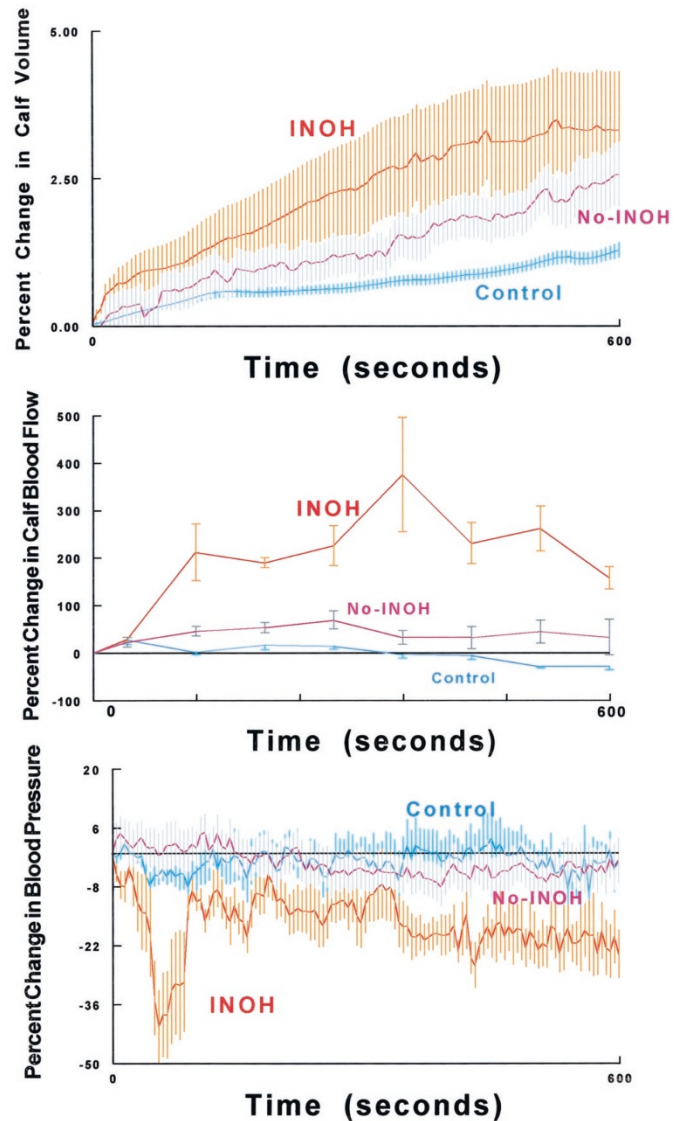 Percent Change in Calf Volume
5.00
2.50
0.00
INOH
No-INOH
Control
0
600
Time (seconds)
Percent Change in Calf Blood Flow
500
400
300
200
100
0
-100
INOH
No-INOH
Control
0
600
Time (seconds)
Percent Change in Blood Pressure
20
6
-8
-22
-36
-50
Control
No-INOH
INOH
0
600
Time (seconds)